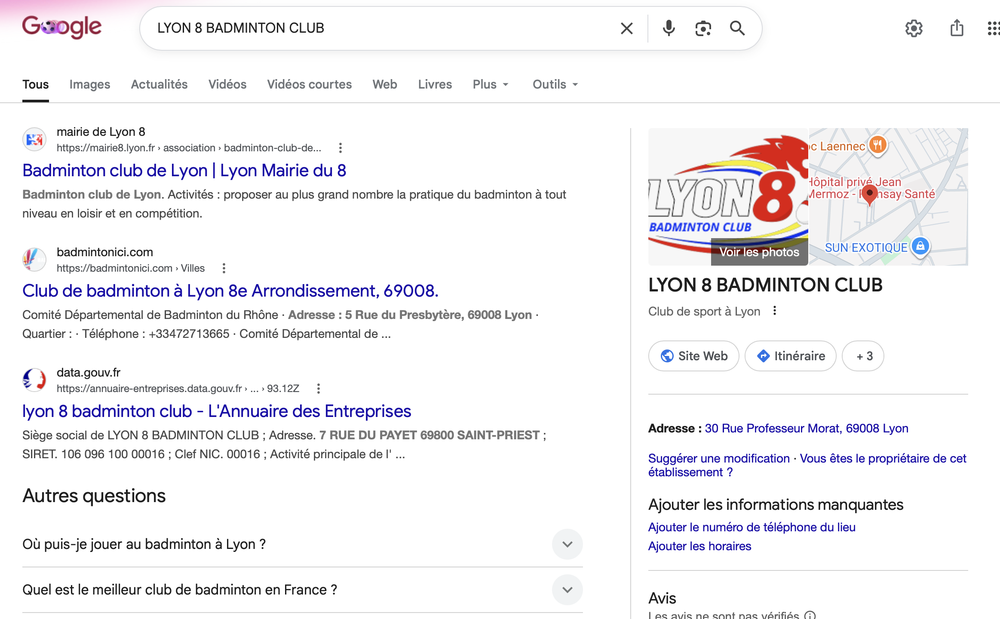 Google
LYON 8 BADMINTON CLUB
Tous Images Actualités Vidéos Vidéos courtes Web Livres Plus Outils
mairie de Lyon 8
https://mairie8.lyon.fr › association › badminton-club-de...
Badminton club de Lyon | Lyon Mairie du 8
Badminton club de Lyon. Activités : proposer au plus grand nombre la pratique du badminton à tout
niveau en loisir et en compétition.
badmintonici.com
https://badmintonici.com › Villes
Club de badminton à Lyon 8e Arrondissement, 69008.
Comité Départemental de Badminton du Rhône · Adresse : 5 Rue du Presbytère, 69008 Lyon ·
Quartier : · Téléphone : +33472713665 · Comité Départemental de ...
data.gouv.fr
https://annuaire-entreprises.data.gouv.fr › ... › 93.12Z
lyon 8 badminton club - L'Annuaire des Entreprises
Siège social de LYON 8 BADMINTON CLUB ; Adresse. 7 RUE DU PAYET 69800 SAINT-PRIEST ;
SIRET. 106 096 100 00016 ; Clef NIC. 00016 ; Activité principale de l' ...
Autres questions
Où puis-je jouer au badminton à Lyon ?
Quel est le meilleur club de badminton en France ?
LYON 8
BADMINTON CLUB
Voir les photos
Laennec
Hôpital privé Jean
Mermoz - Santé
SUN EXOTIQUE
LYON 8 BADMINTON CLUB
Club de sport à Lyon
Site Web Itinéraire + 3
Adresse : 30 Rue Professeur Morat, 69008 Lyon
Suggérer une modification · Vous êtes le propriétaire de cet
établissement ?
Ajouter les informations manquantes
Ajouter le numéro de téléphone du lieu
Ajouter les horaires
Avis
Les avis ne sont pas vérifiés